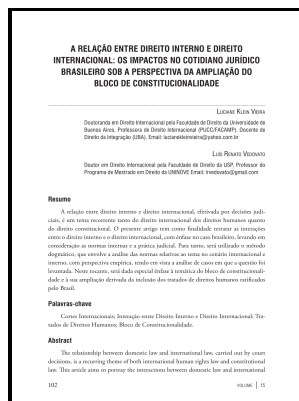 A RELAÇÃO ENTRE DIREITO INTERNO E DIREITO
INTERNACIONAL: OS IMPACTOS NO COTIDIANO JURÍDICO
BRASILEIRO SOB A PERSPECTIVA DA AMPLIAÇÃO DO
BLOCO DE CONSTITUCIONALIDADE
LUCIANE KLEIN VIEIRA
Doutoranda em Direito Internacional pela Faculdade de Direito da Universidade de
Buenos Aires, Professora de Direito Internacional (PUCC/FACAMP). Docente de
Direito da Integração (UBA). Email: lucianekleinvieira@yahoo.com.br
LUÍS RENATO VEDOVATO
Doutor em Direito Internacional pela Faculdade de Direito da USP, Professor do
Programa de Mestrado em Direito da UNINOVE Email: lrvedovato@gmail.com
Resumo
A relação entre direito interno e direito internacional, efetivada por decisões judi-
ciais, é um tema recorrente tanto do direito internacional dos direitos humanos quanto
do direito constitucional. O presente artigo tem como finalidade retratar as interações
entre o direito interno e o direito internacional, com ênfase no caso brasileiro, levando em
consideração as normas internas e a prática judicial. Para tanto, será utilizado o método
dogmático, que envolve a análise das normas relativas ao tema no cenário internacional e
interno, com perspectiva empírica, tendo em vista a análise de casos em que a questão foi
levantada. Neste tocante, será dada especial ênfase à temática do bloco de constitucionali-
dade e à sua ampliação derivada da inclusão dos tratados de direitos humanos ratificados
pelo Brasil.
Palavras-chave
Cortes Internacionais; Interação entre Direito Interno e Direito Internacional; Tra-
tados de Direitos Humanos; Bloco de Constitucionalidade.
Abstract
The relationship between domestic law and international law, carried out by court
decisions, is a recurring theme of both international human rights law and constitutional
law. This article aims to portray the interactions between domestic law and international
102
VOLUME | 15